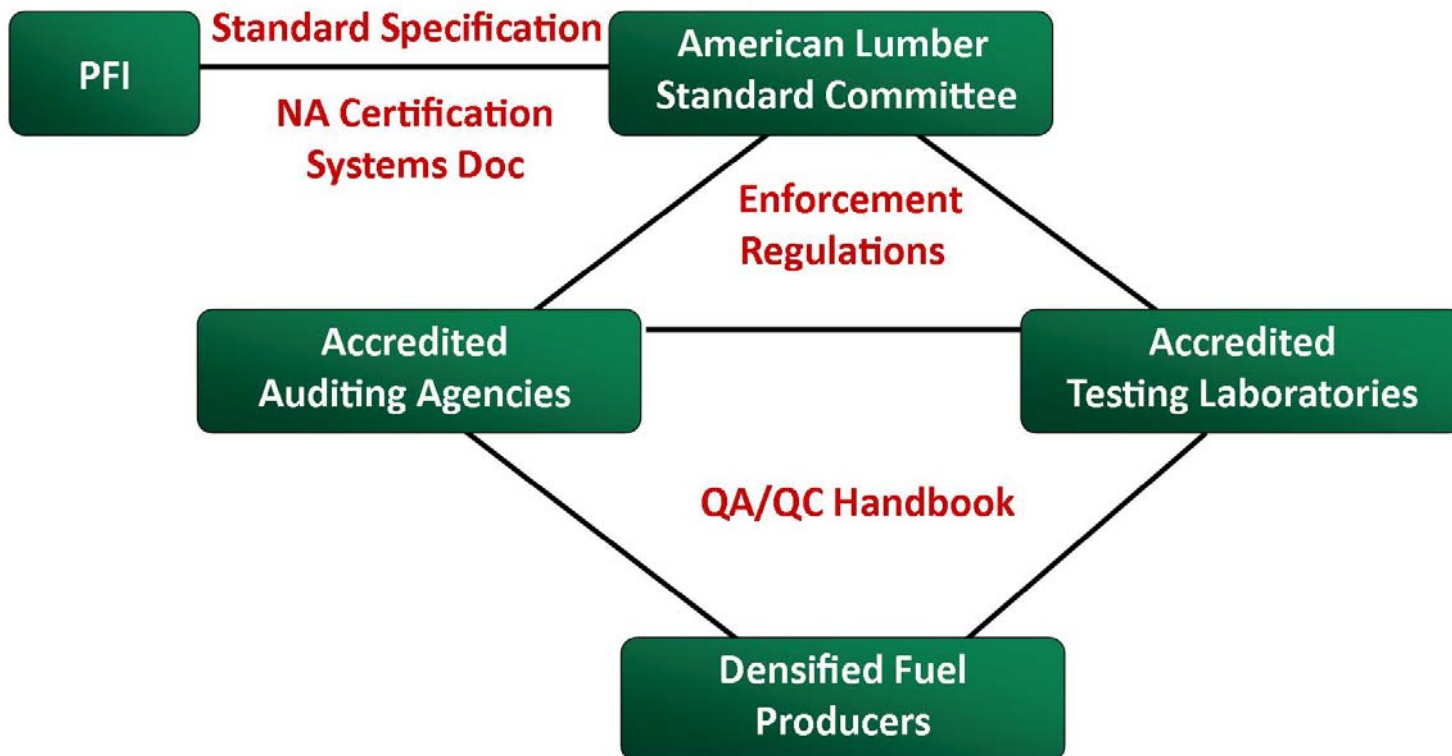 PFI
Standard Specification
NA Certification
Systems Doc
American Lumber
Standard Committee
Enforcement
Regulations
Accredited
Auditing Agencies
Accredited
Testing Laboratories
QA/QC Handbook
Densified Fuel
Producers